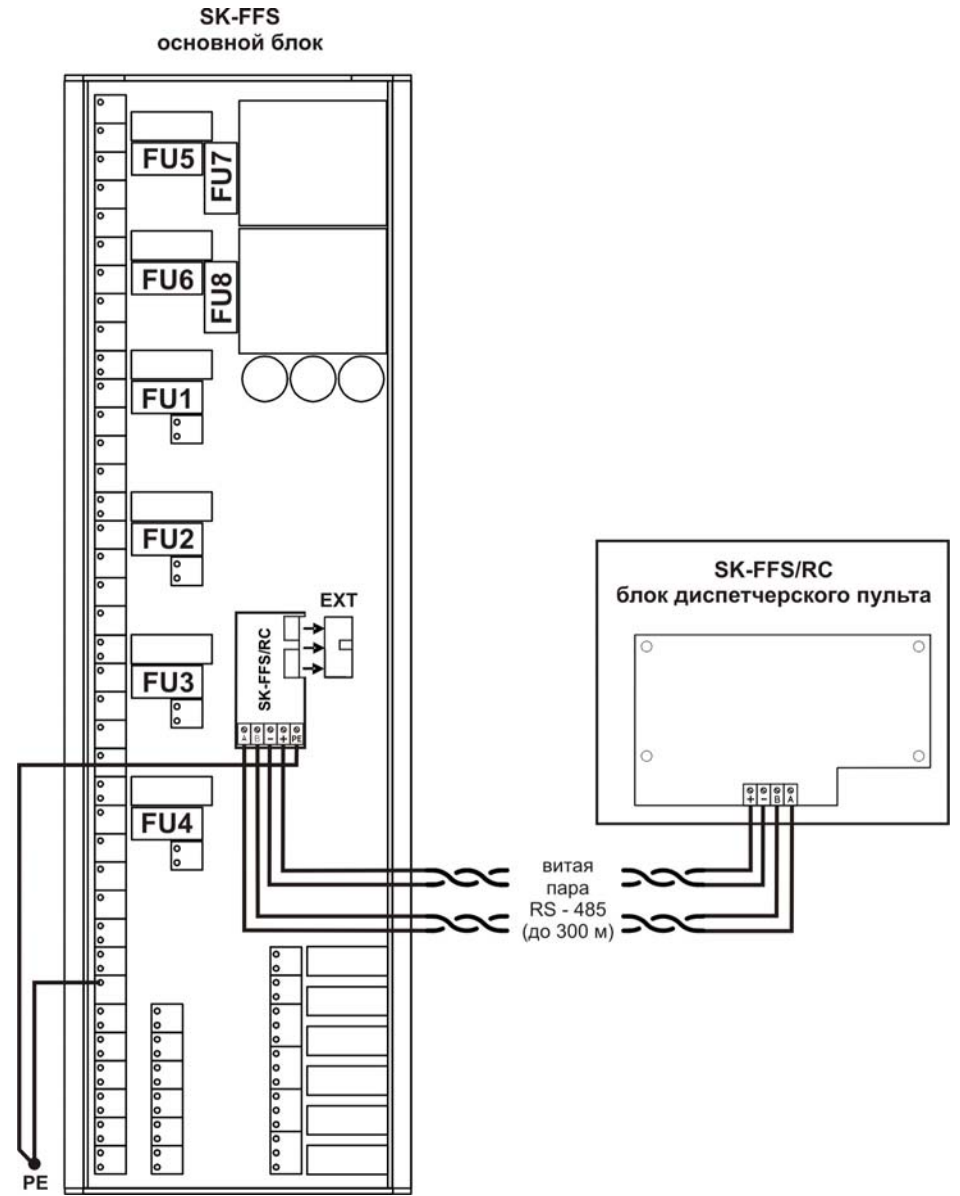 SK-FFS
основной блок
FU5
FU7
FU6
FU8
FU1
FU2
EXT
SK-FFS/RC
FU3
A B - + PE
FU4
PE
SK-FFS/RC
блок диспетчерского пульта
+ - B A
витая
пара
RS - 485
(до 300 м)